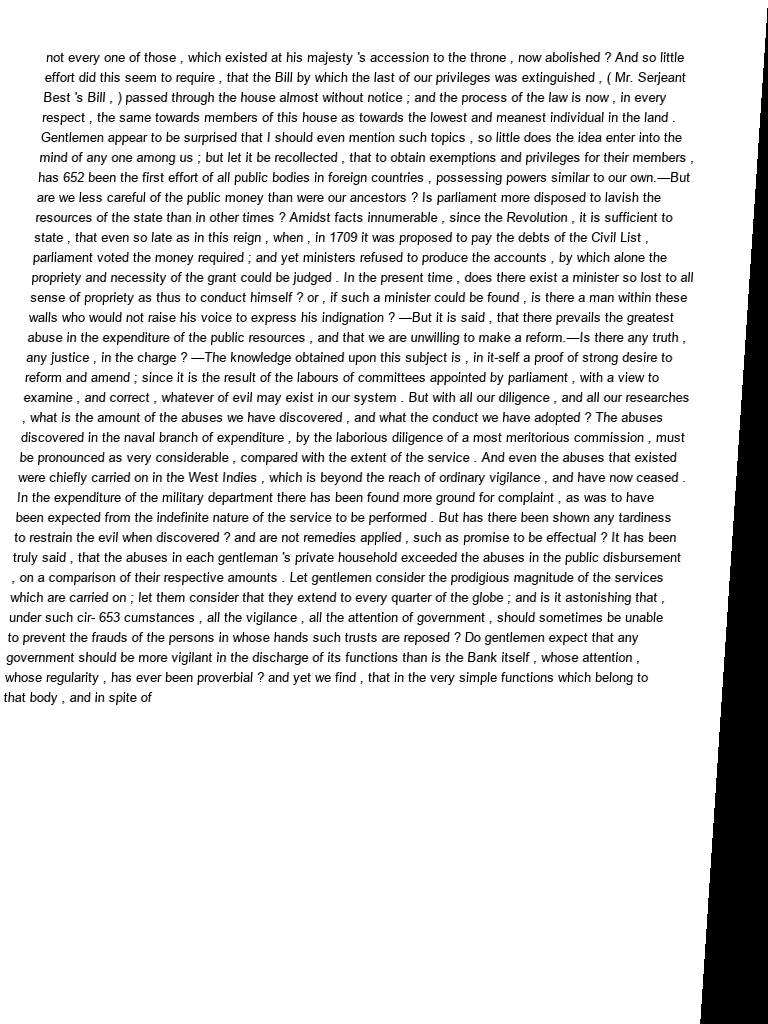 not every one of those , which existed at his majesty 's accession to the throne , now abolished ? And so little
effort did this seem to require , that the Bill by which the last of our privileges was extinguished , ( Mr. Serjeant
Best 's Bill , ) passed through the house almost without notice ; and the process of the law is now , in every
respect , the same towards members of this house as towards the lowest and meanest individual in the land .
Gentlemen appear to be surprised that I should even mention such topics , so little does the idea enter into the
mind of any one among us ; but let it be recollected , that to obtain exemptions and privileges for their members ,
has 652 been the first effort of all public bodies in foreign countries , possessing powers similar to our own.—But
are we less careful of the public money than were our ancestors ? Is parliament more disposed to lavish the
resources of the state than in other times ? Amidst facts innumerable , since the Revolution , it is sufficient to
state , that even so late as in this reign , when , in 1709 it was proposed to pay the debts of the Civil List ,
parliament voted the money required ; and yet ministers refused to produce the accounts , by which alone the
propriety and necessity of the grant could be judged . In the present time , does there exist a minister so lost to all
sense of propriety as thus to conduct himself ? or , if such a minister could be found , is there a man within these
walls who would not raise his voice to express his indignation ? —But it is said , that there prevails the greatest
abuse in the expenditure of the public resources , and that we are unwilling to make a reform.—Is there any truth ,
any justice , in the charge ? —The knowledge obtained upon this subject is , in it-self a proof of strong desire to
reform and amend ; since it is the result of the labours of committees appointed by parliament , with a view to
examine , and correct , whatever of evil may exist in our system . But with all our diligence , and all our researches
, what is the amount of the abuses we have discovered , and what the conduct we have adopted ? The abuses
discovered in the naval branch of expenditure , by the laborious diligence of a most meritorious commission , must
be pronounced as very considerable , compared with the extent of the service . And even the abuses that existed
were chiefly carried on in the West Indies , which is beyond the reach of ordinary vigilance , and have now ceased .
In the expenditure of the military department there has been found more ground for complaint , as was to have
been expected from the indefinite nature of the service to be performed . But has there been shown any tardiness
to restrain the evil when discovered ? and are not remedies applied , such as promise to be effectual ? It has been
truly said , that the abuses in each gentleman 's private household exceeded the abuses in the public disbursement
, on a comparison of their respective amounts . Let gentlemen consider the prodigious magnitude of the services
which are carried on ; let them consider that they extend to every quarter of the globe ; and is it astonishing that ,
under such cir- 653 cumstances , all the vigilance , all the attention of government , should sometimes be unable
to prevent the frauds of the persons in whose hands such trusts are reposed ? Do gentlemen expect that any
government should be more vigilant in the discharge of its functions than is the Bank itself , whose attention ,
whose regularity , has ever been proverbial ? and yet we find , that in the very simple functions which belong to
that body , and in spite of